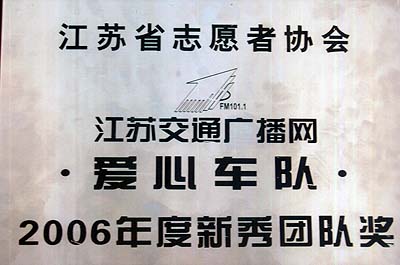 江苏省志愿者协会
FM101.1
江苏交通广播网
·爱心车队·
2006年度新秀团队奖